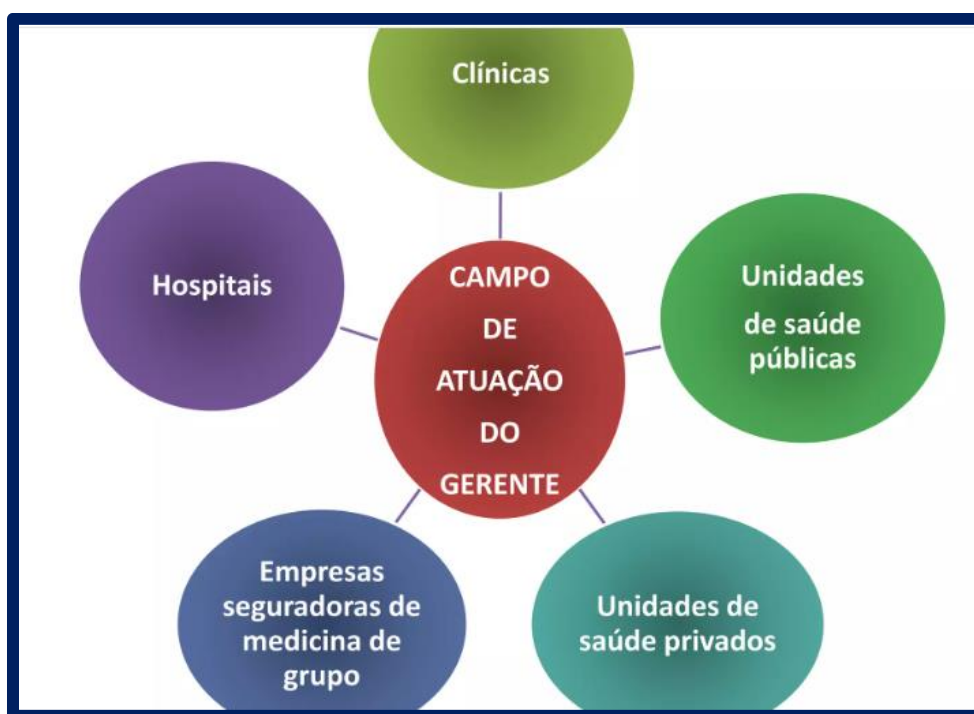 Clínicas
Hospitais
CAMPO
DE
ATUAÇÃO
DO
GERENTE
Unidades
de saúde
públicas
Empresas
seguradoras de
medicina de
grupo
Unidades de
saúde privados